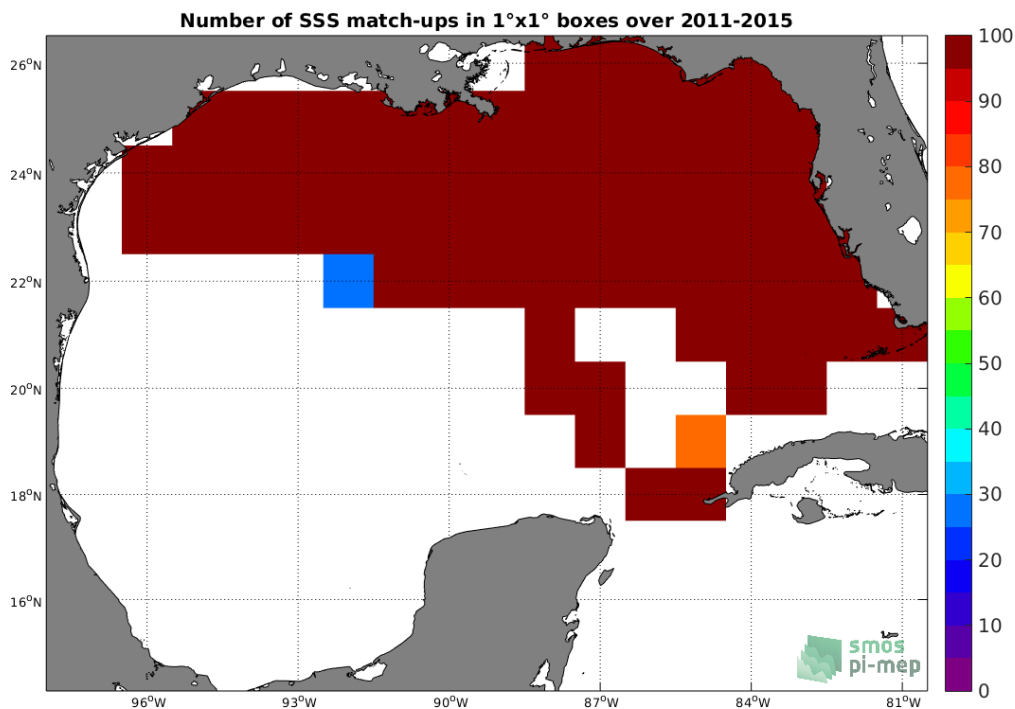 Number of SSS match-ups in 1°x1° boxes over 2011-2015
26°N
24°N
22°N
20°N
18°N
16°N
96°W
93°W
90°W
87°W
84°W
81°W
100
90
80
70
60
50
40
30
20
10
0
smos
pi-mep